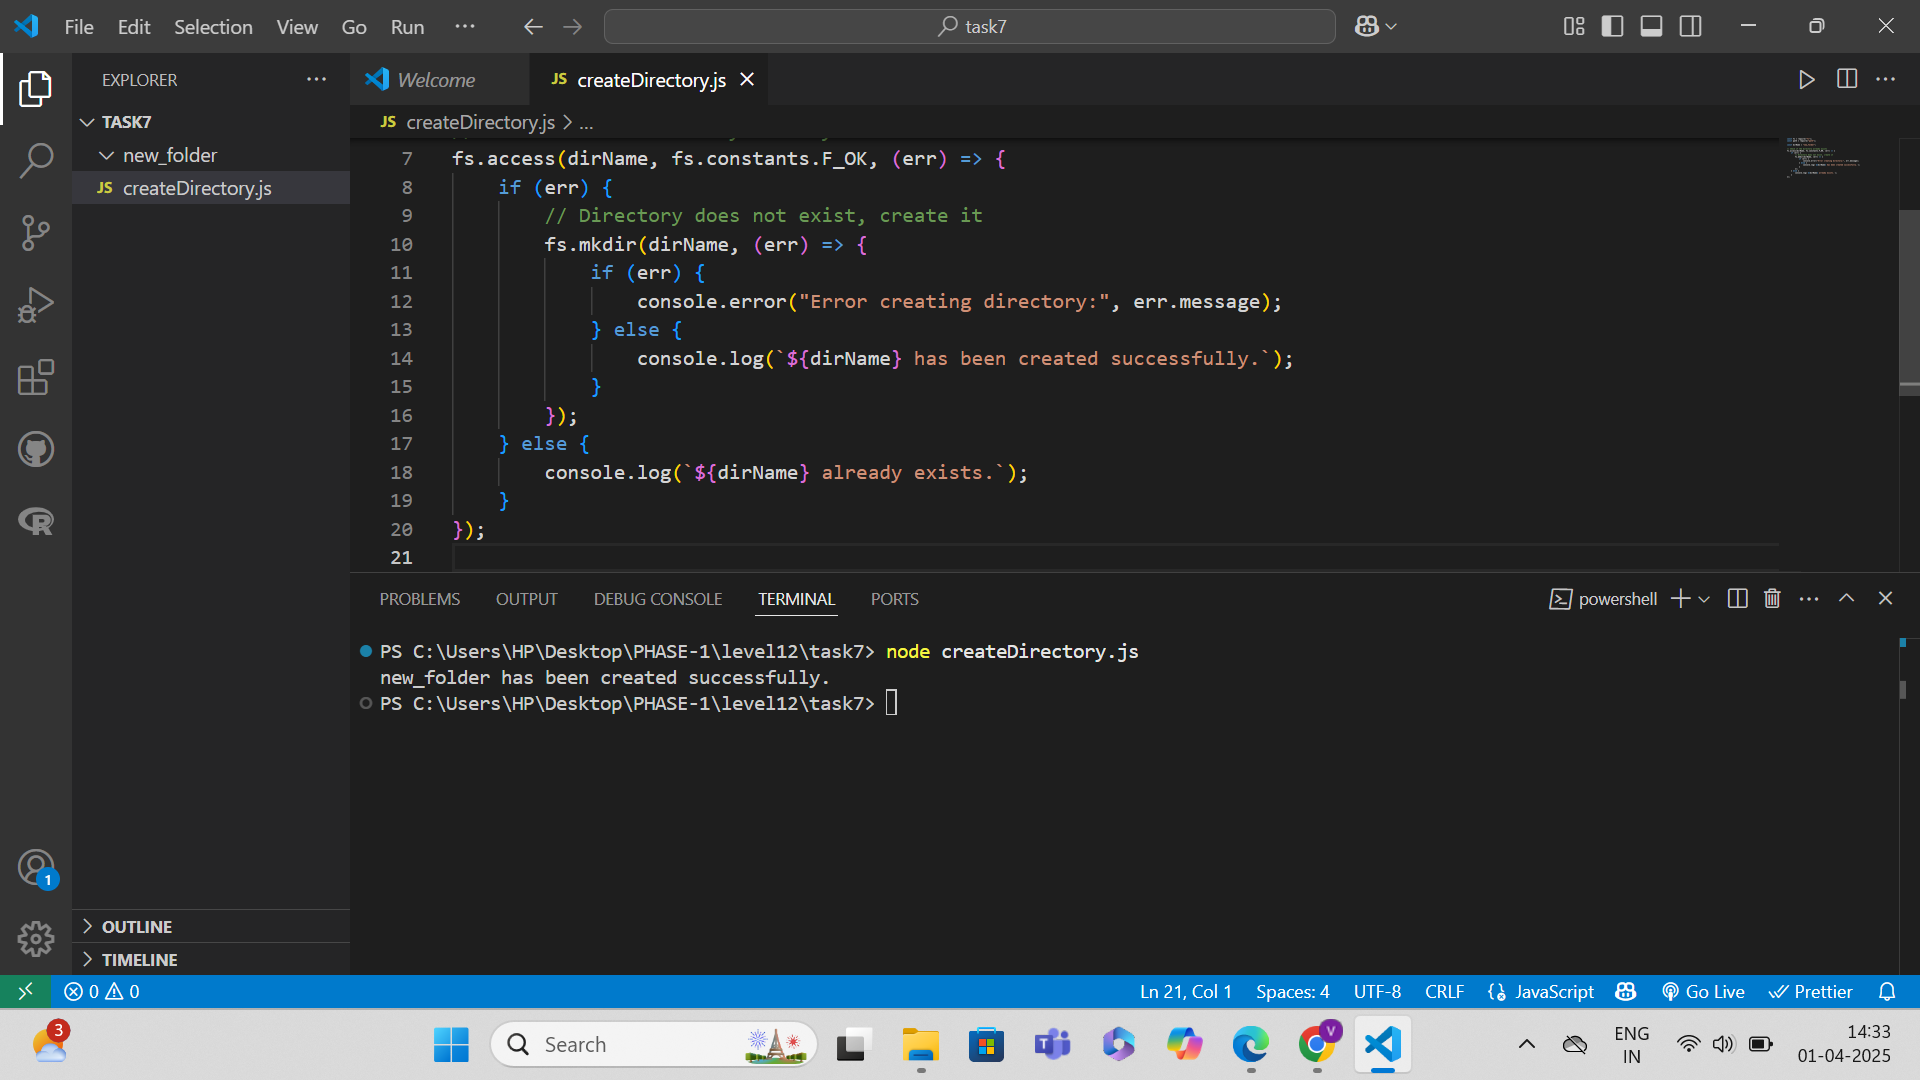 File Edit Selection View Go Run ··· task7
EXPLORER ···
TASK7
new_folder
JS createDirectory.js
OUTLINE
TIMELINE
Welcome JS createDirectory.js
JS createDirectory.js > ...
7 fs.access(dirName, fs.constants.F_OK, (err) => {
8 if (err) {
9 // Directory does not exist, create it
10 fs.mkdir(dirName, (err) => {
11 if (err) {
12 console.error("Error creating directory:", err.message);
13 } else {
14 console.log(`${dirName} has been created successfully.`);
15 }
16 });
17 } else {
18 console.log(`${dirName} already exists.`);
19 }
20 });
21
PROBLEMS OUTPUT DEBUG CONSOLE TERMINAL PORTS powershell
PS C:\Users\HP\Desktop\PHASE-1\level12\task7> node createDirectory.js
new_folder has been created successfully.
PS C:\Users\HP\Desktop\PHASE-1\level12\task7>
1
0 0 Ln 21, Col 1 Spaces: 4 UTF-8 CRLF {} JavaScript Go Live Prettier
3 Search V ENG 14:33
IN 01-04-2025